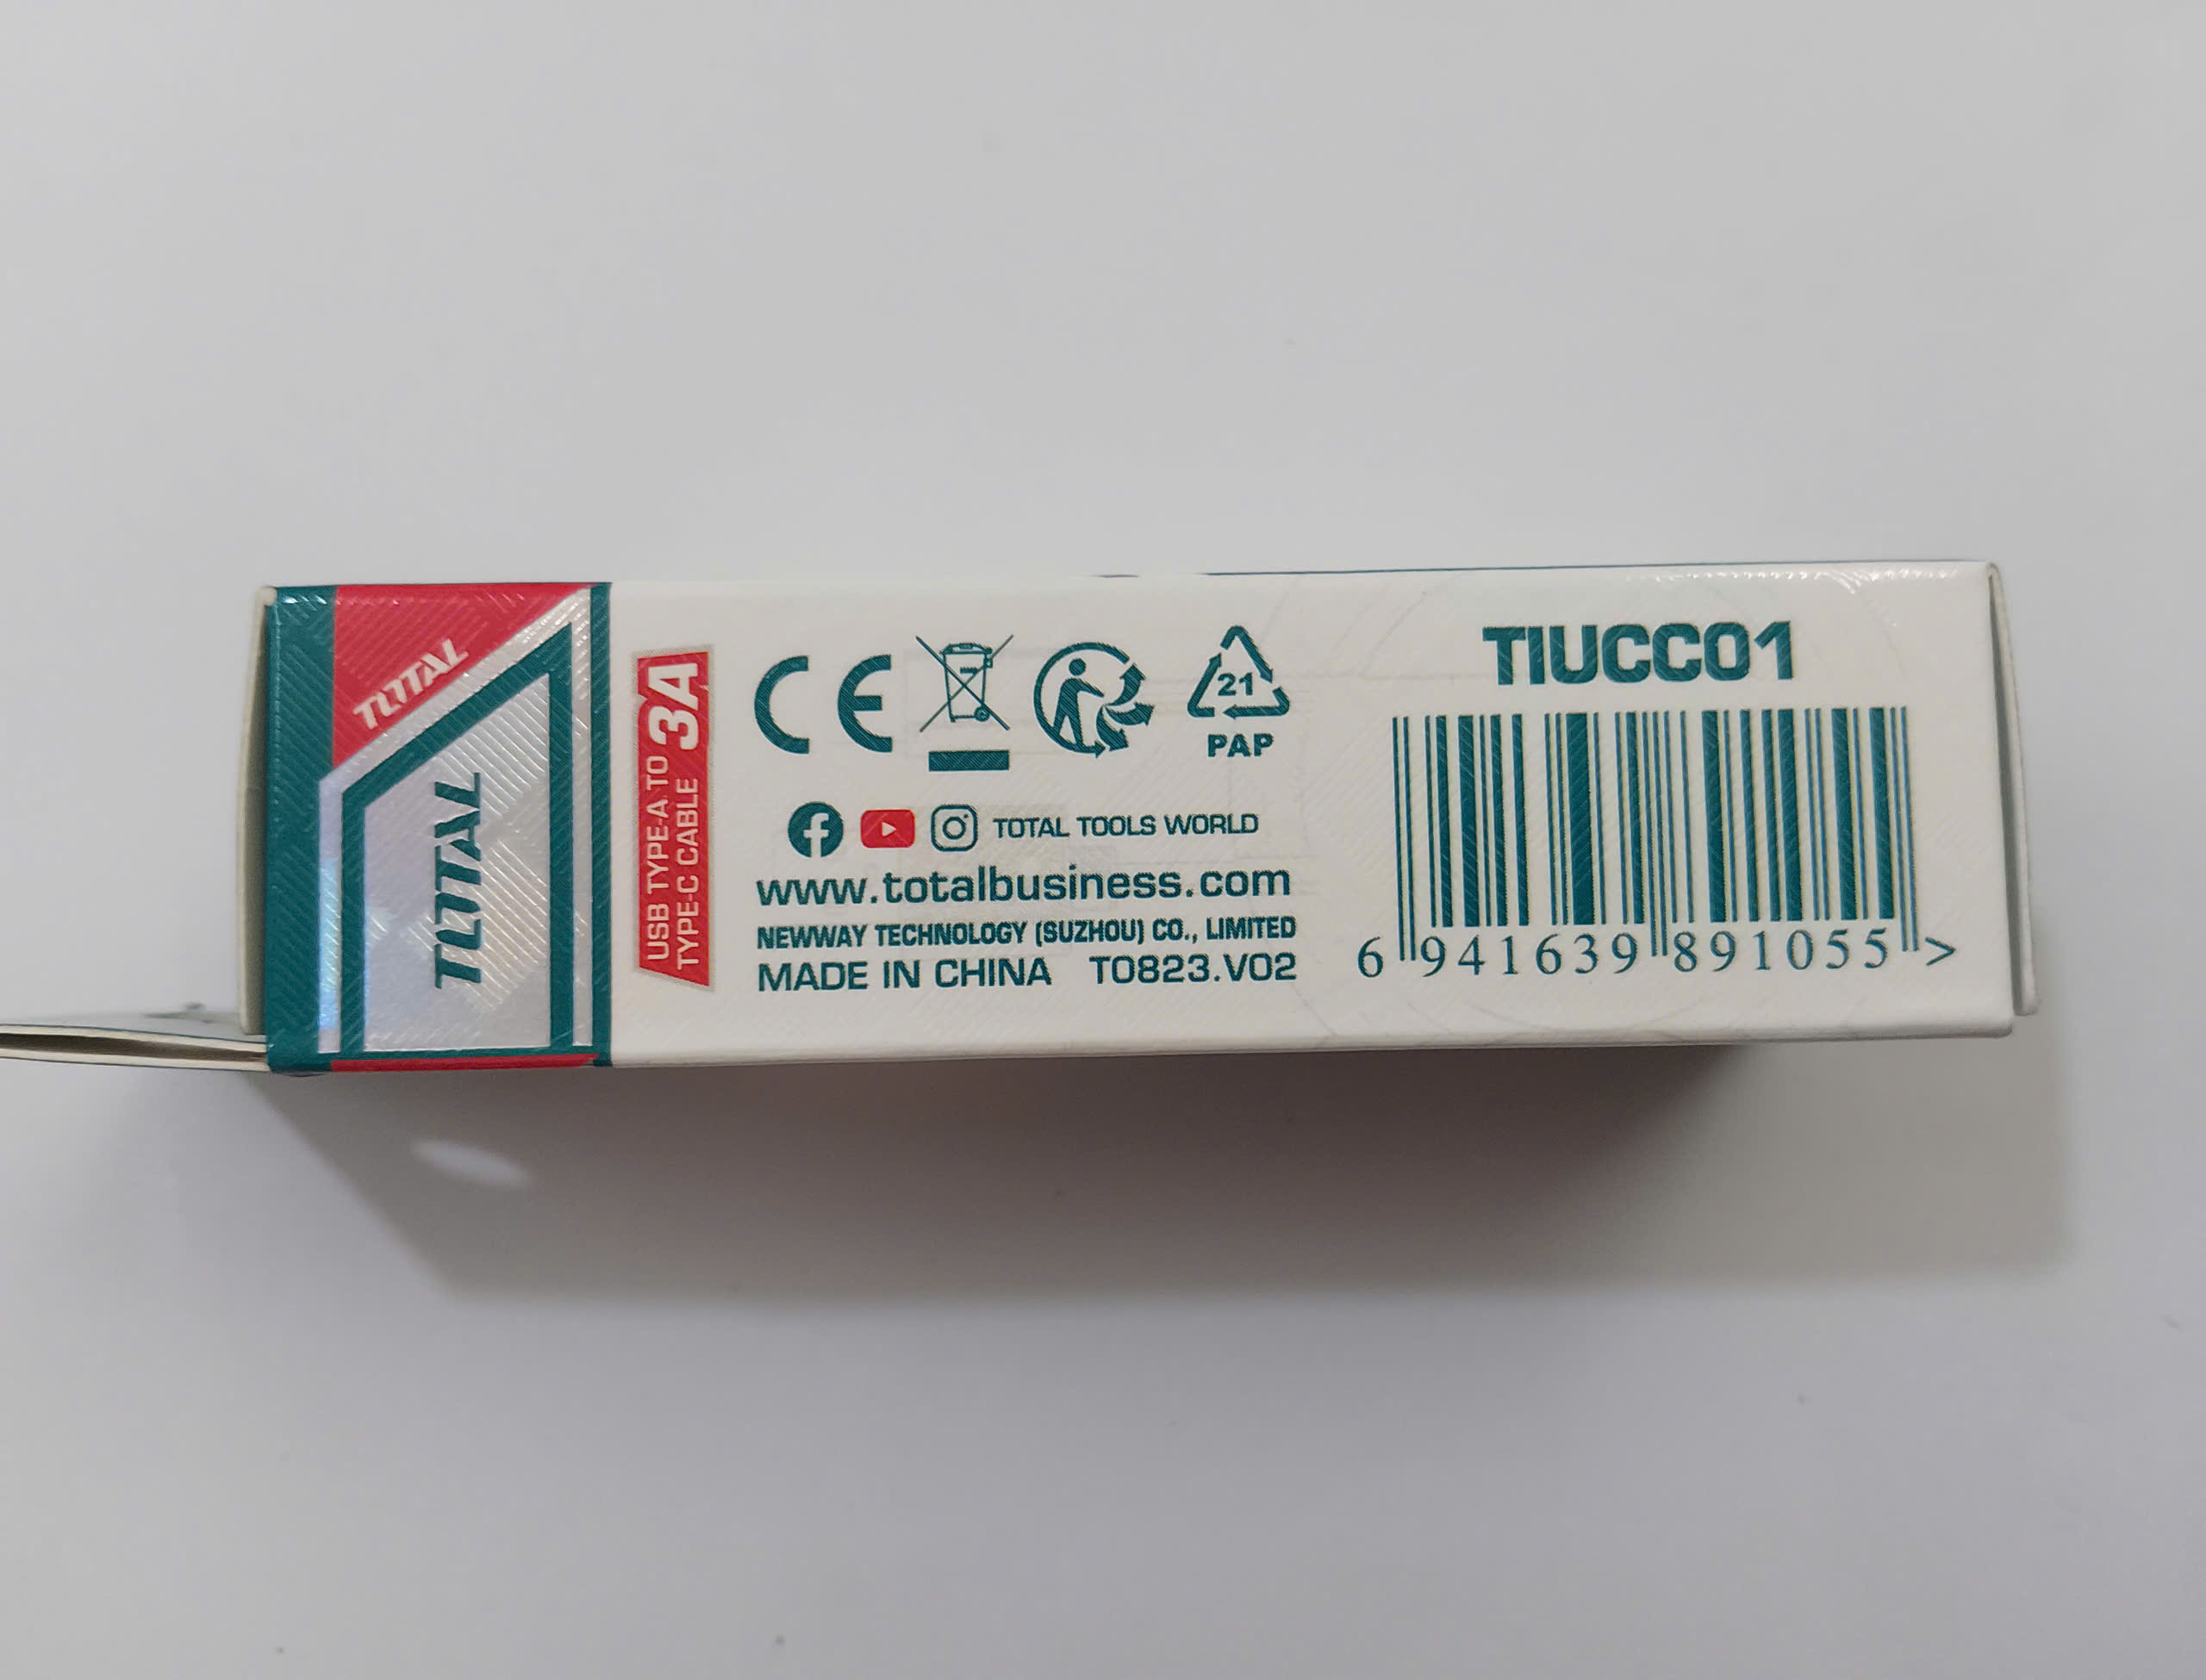 TOTAL
TOTAL
USB TYPE-A TO
TYPE-C CABLE 3A
CE
21
PAP
TOTAL TOOLS WORLD
www.totalbusiness.com
NEWWAY TECHNOLOGY (SUZHOU) CO., LIMITED
MADE IN CHINA T0823.V02
TIUCC01
6 941639 891055 >